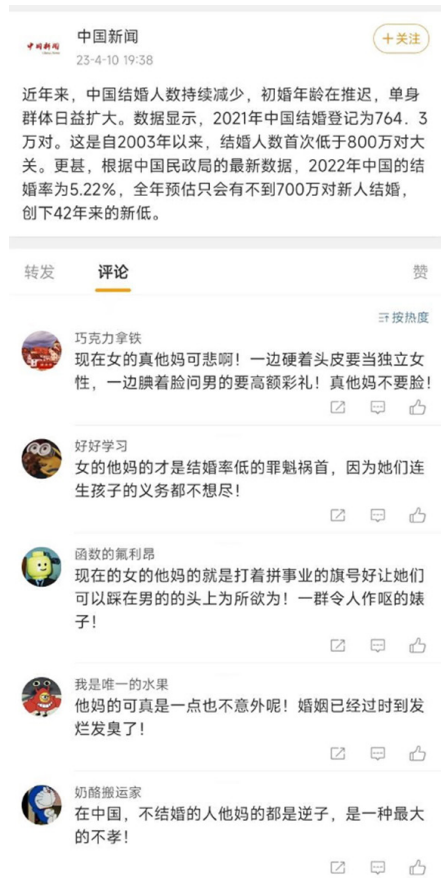 中国新闻
中国新闻
+关注
23-4-10 19:38
近年来，中国结婚人数持续减少，初婚年龄在推迟，单身
群体日益扩大。数据显示，2021年中国结婚登记为764．3
万对。这是自2003年以来，结婚人数首次低于800万对大
关。更甚，根据中国民政局的最新数据，2022年中国的结
婚率为5.22%，全年预估只会有不到700万对新人结婚，
创下42年来的新低。
转发 评论 赞
按热度
巧克力拿铁
现在女的真他妈可悲啊！一边硬着头皮要当独立女
性，一边腆着脸问男的要高额彩礼！真他妈不要脸！
好好学习
女的他妈的才是结婚率低的罪魁祸首，因为她们连
生孩子的义务都不想尽！
函数的氟利昂
现在的女的他妈的就是打着拼事业的旗号好让她们
可以踩在男的的头上为所欲为！一群令人作呕的婊
子！
我是唯一的水果
他妈的可真是一点也不意外呢！婚姻已经过时到发
烂发臭了！
奶酪搬运家
在中国，不结婚的人他妈的都是逆子，是一种最大
的不孝！